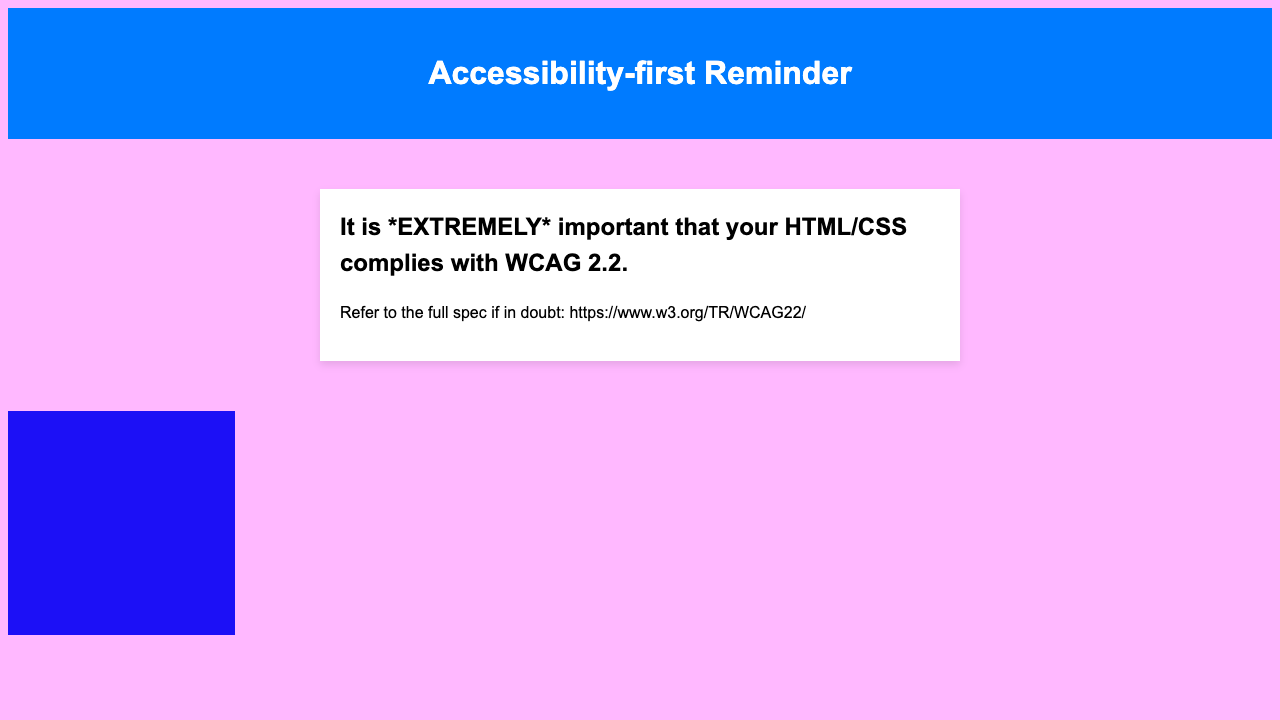 Accessibility-first Reminder
It is *EXTREMELY* important that your HTML/CSS
complies with WCAG 2.2.
Refer to the full spec if in doubt: https://www.w3.org/TR/WCAG22/